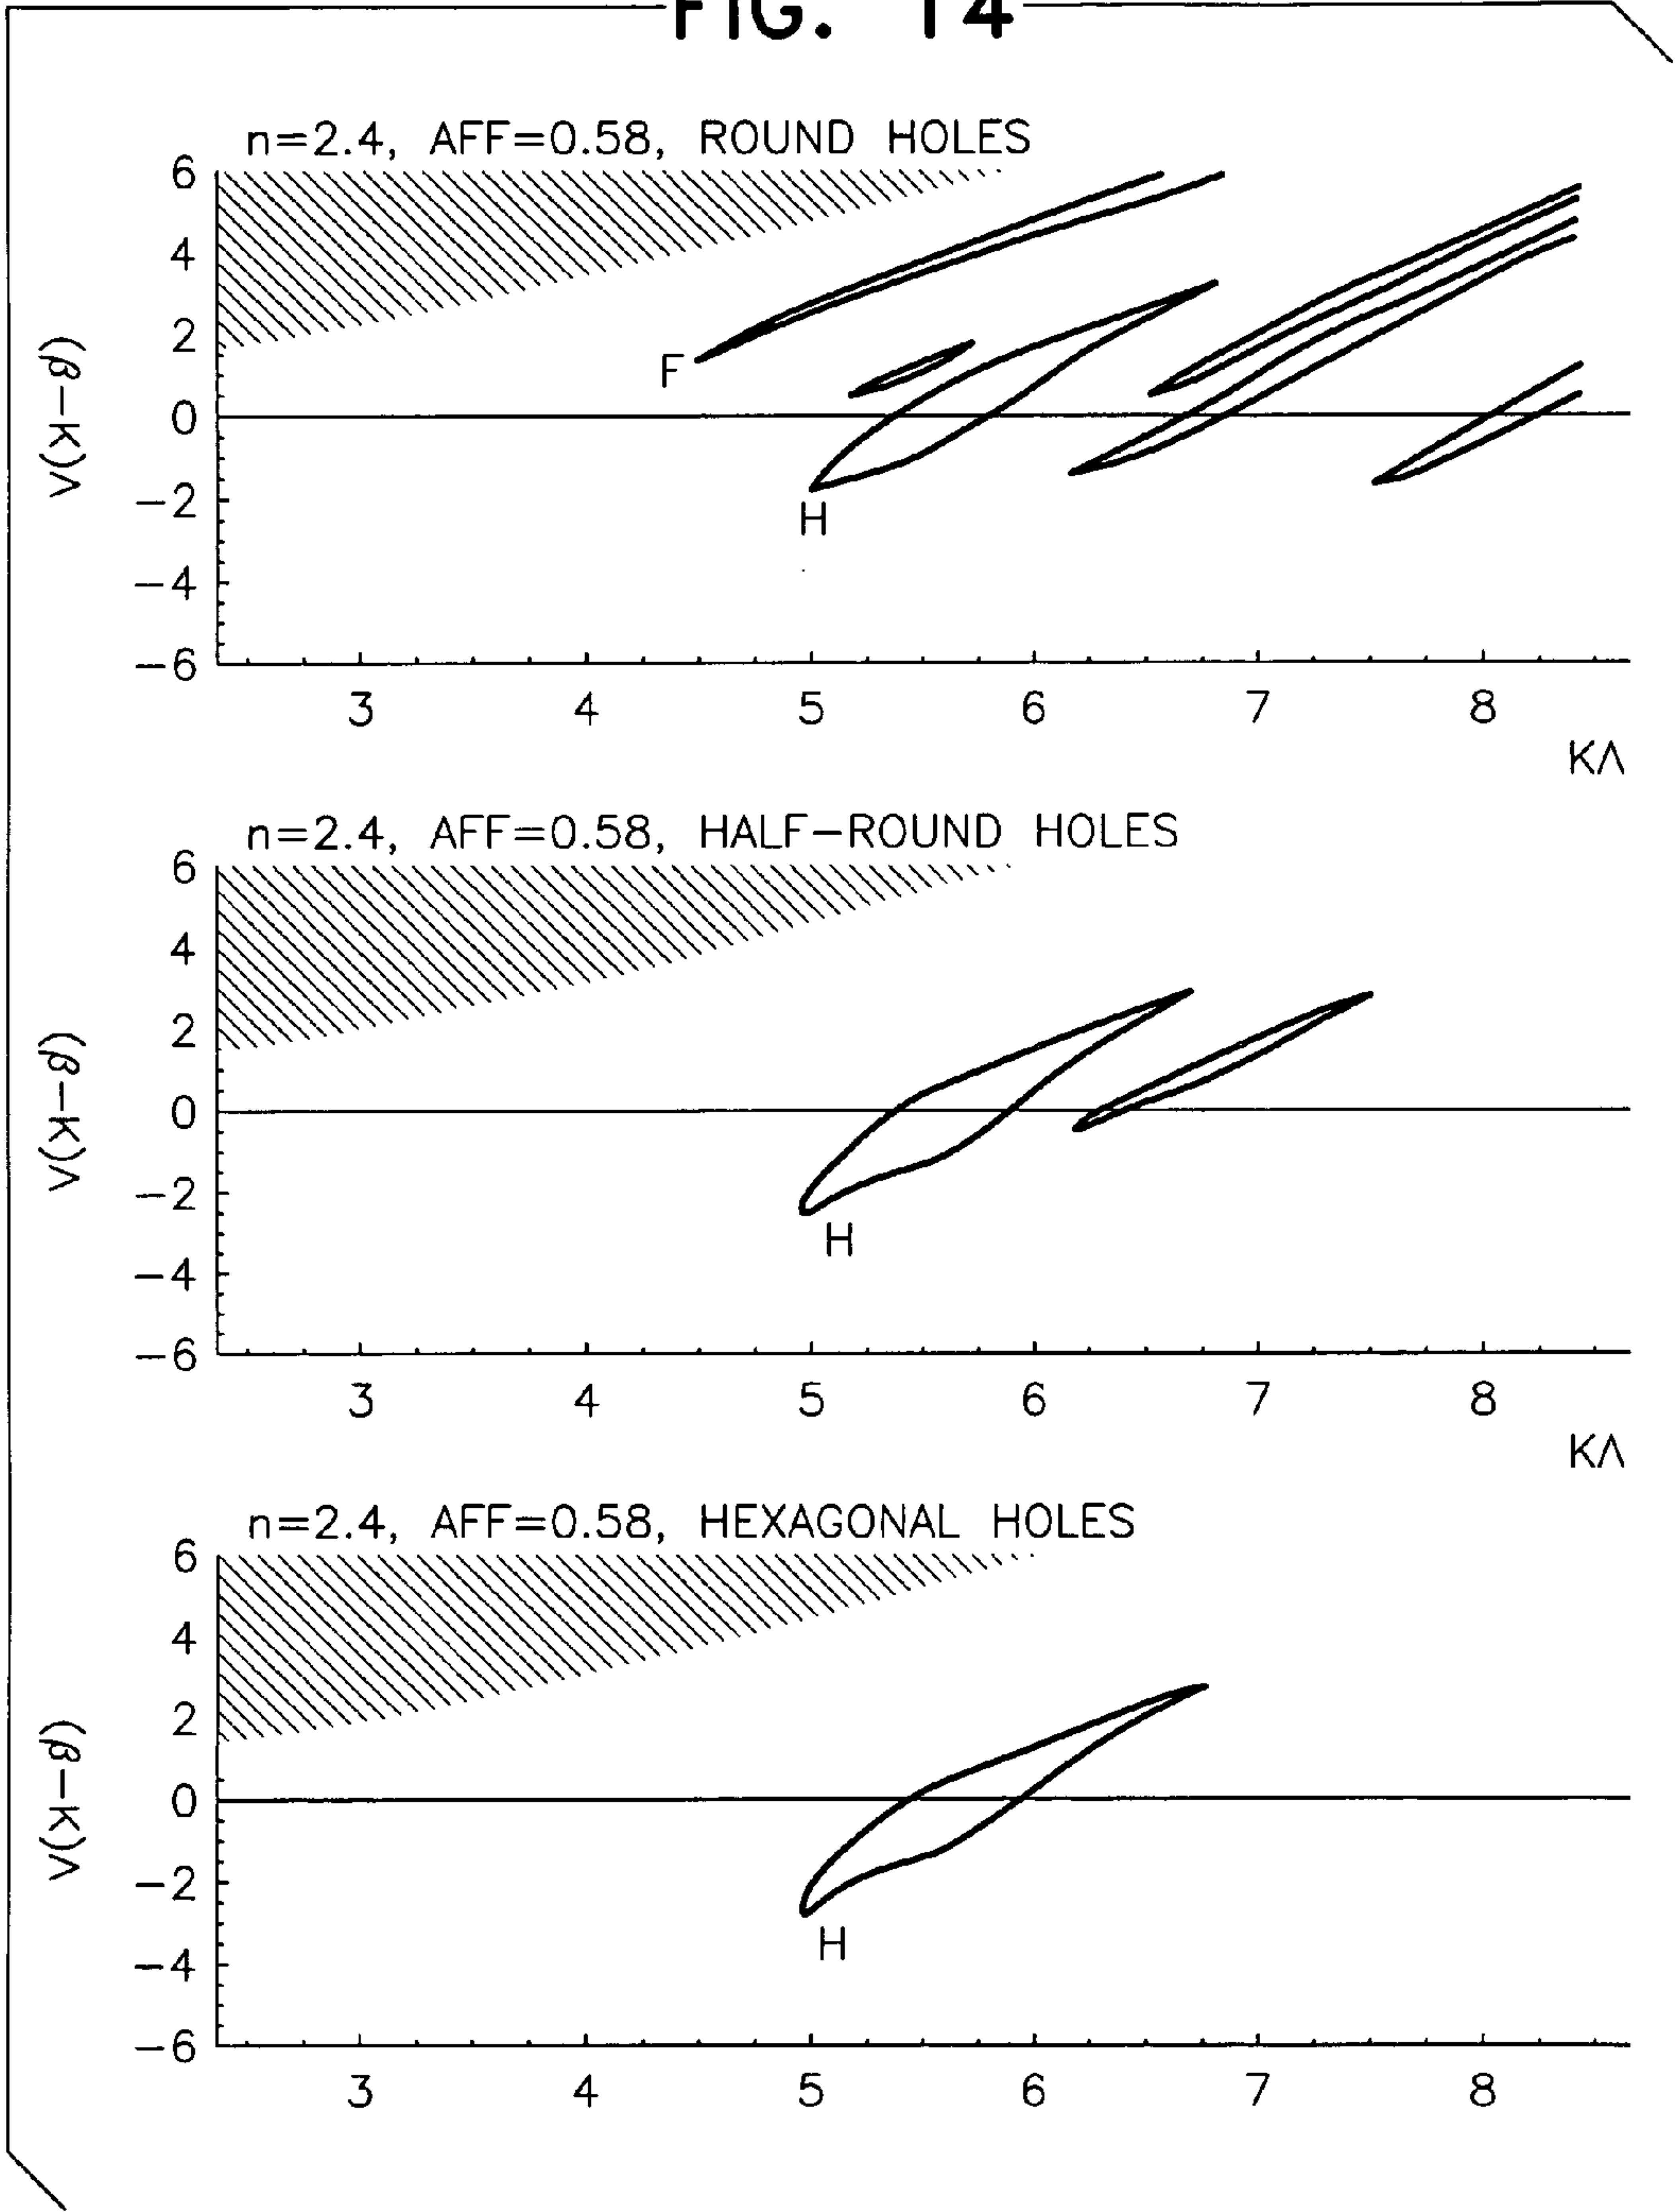 FIG. 14
n=2.4, AFF=0.58, ROUND HOLES
6
4
2
0
−2
−4
−6
(β−K)Λ
F
H
3 4 5 6 7 8
KΛ
n=2.4, AFF=0.58, HALF−ROUND HOLES
6
4
2
0
−2
−4
−6
(β−K)Λ
H
3 4 5 6 7 8
KΛ
n=2.4, AFF=0.58, HEXAGONAL HOLES
6
4
2
0
−2
−4
−6
(β−K)Λ
H
3 4 5 6 7 8